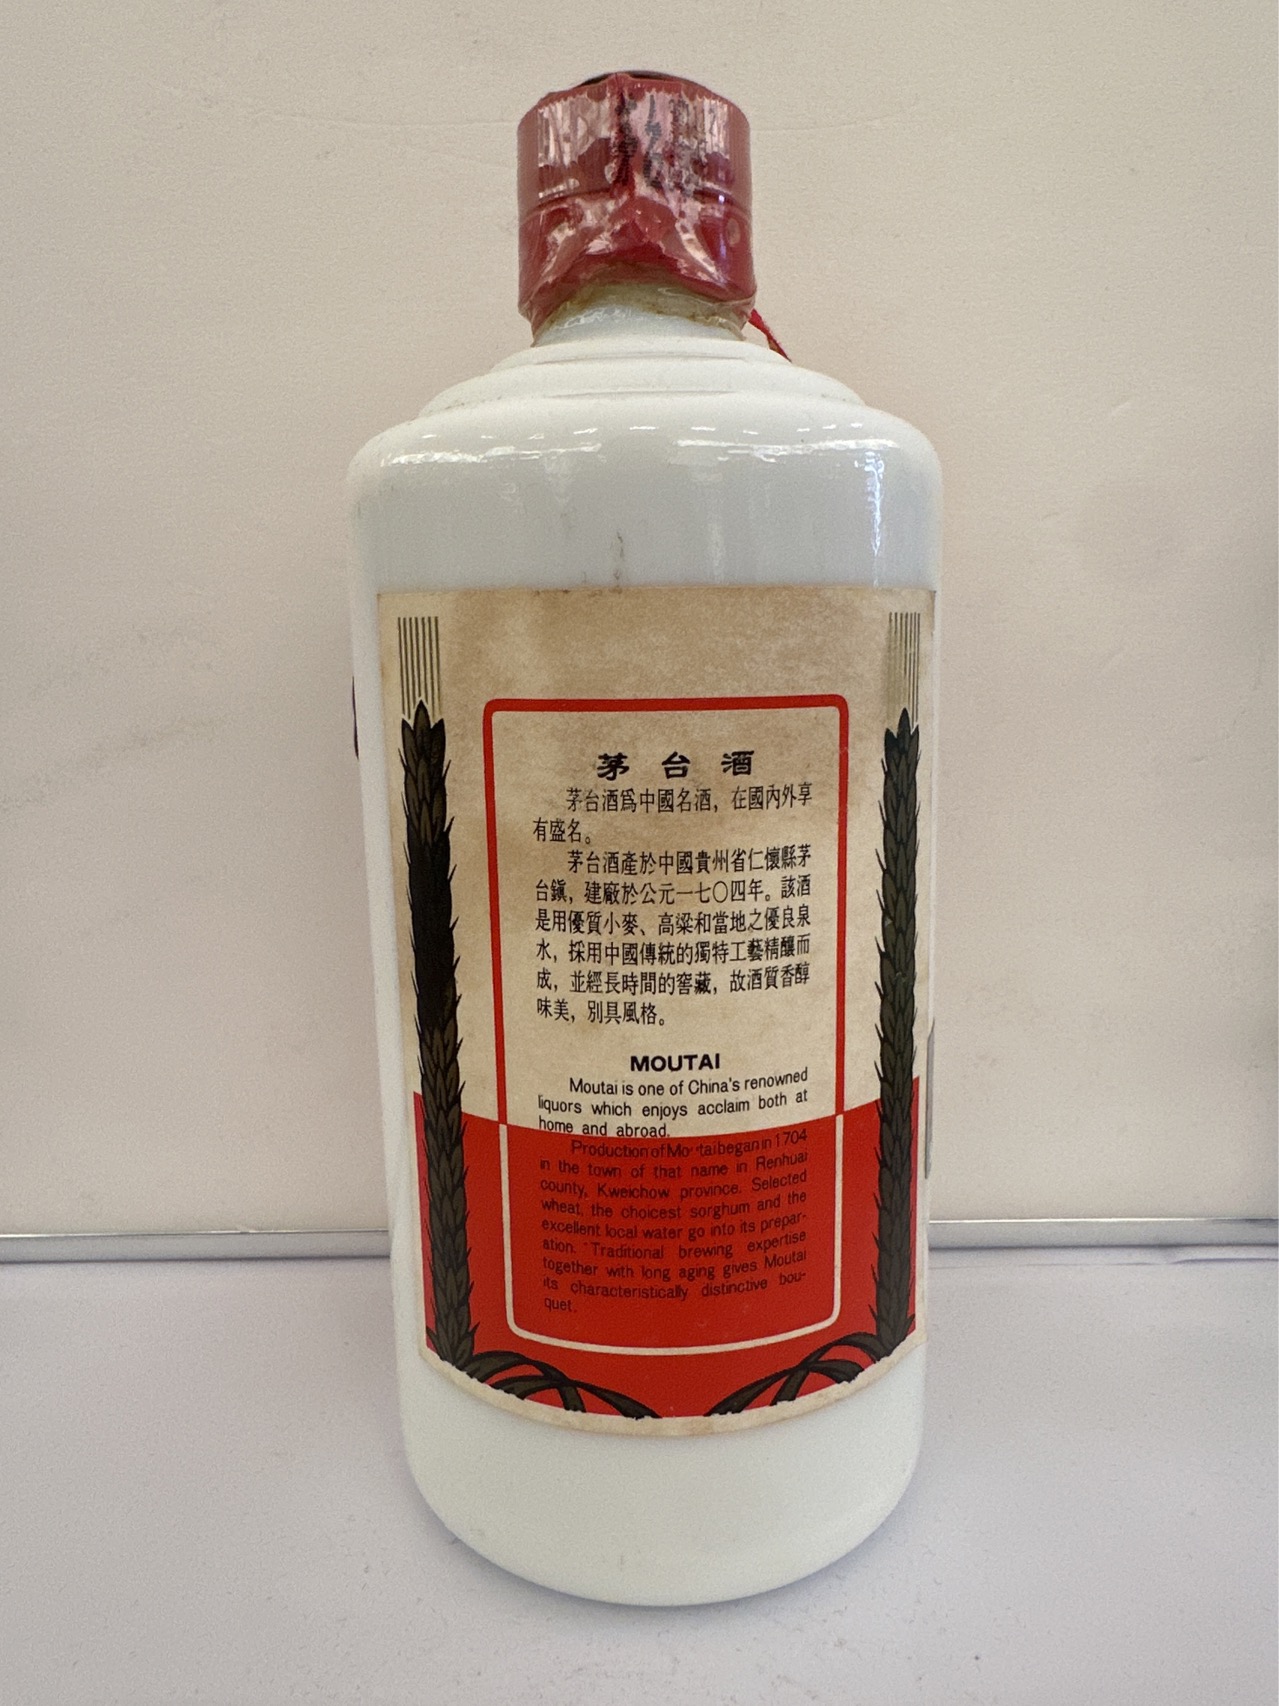 茅台酒
茅台酒爲中國名酒，在國內外享
有盛名。
茅台酒產於中國貴州省仁懷縣茅
台鎮，建廠於公元一七〇四年。該酒
是用優質小麥、高粱和當地之優良泉
水，採用中國傳統的獨特工藝精釀而
成，並經長時間的窖藏，故酒質香醇
味美，別具風格。
MOUTAI
Moutai is one of China's renowned
liquors which enjoys acclaim both at
home and abroad.
Production of Moutai began in 1704
in the town of that name in Renhuai
county, Kweichow province. Selected
wheat, the choicest sorghum and the
excellent local water go into its prepar-
ation. Traditional brewing expertise
together with long aging gives Moutai
its characteristically distinctive bou-
quet.